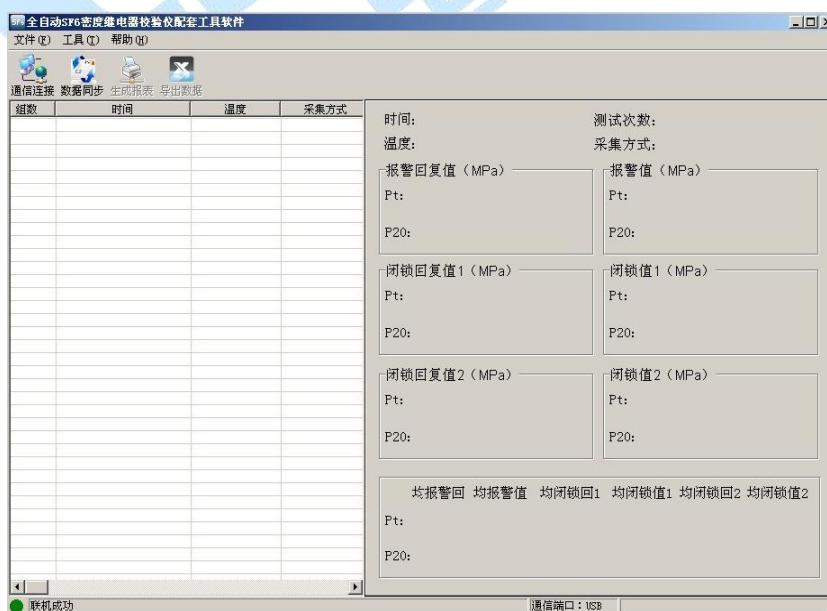 SF6 全自动SF6密度继电器校验仪配套工具软件
文件(F) 工具(T) 帮助(H)
通信连接 数据同步 生成报表 导出数据
组数 时间 温度 采集方式
时间: 测试次数:
温度: 采集方式:
报警回复值（MPa） 报警值（MPa）
Pt: Pt:
P20: P20:
闭锁回复值1（MPa） 闭锁值1（MPa）
Pt: Pt:
P20: P20:
闭锁回复值2（MPa） 闭锁值2（MPa）
Pt: Pt:
P20: P20:
均报警回 均报警值 均闭锁回1 均闭锁值1 均闭锁回2 均闭锁值2
Pt:
P20:
联机成功 通信端口：USB